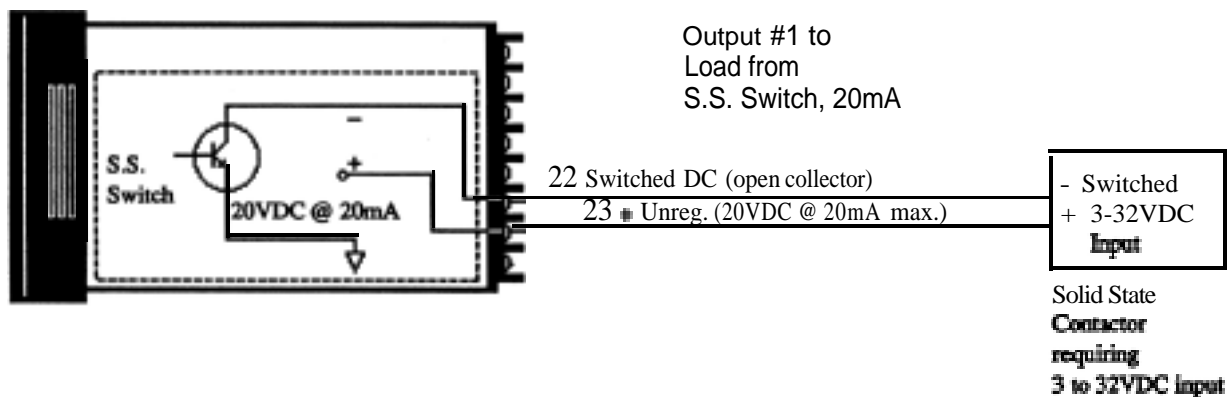 Output #1 to
Load from
S.S. Switch, 20mA
S.S.
Switch
-
+
20VDC @ 20mA
22 Switched DC (open collector)
23 + Unreg. (20VDC @ 20mA max.)
- Switched
+ 3-32VDC
Input
Solid State
Contactor
requiring
3 to 32VDC input